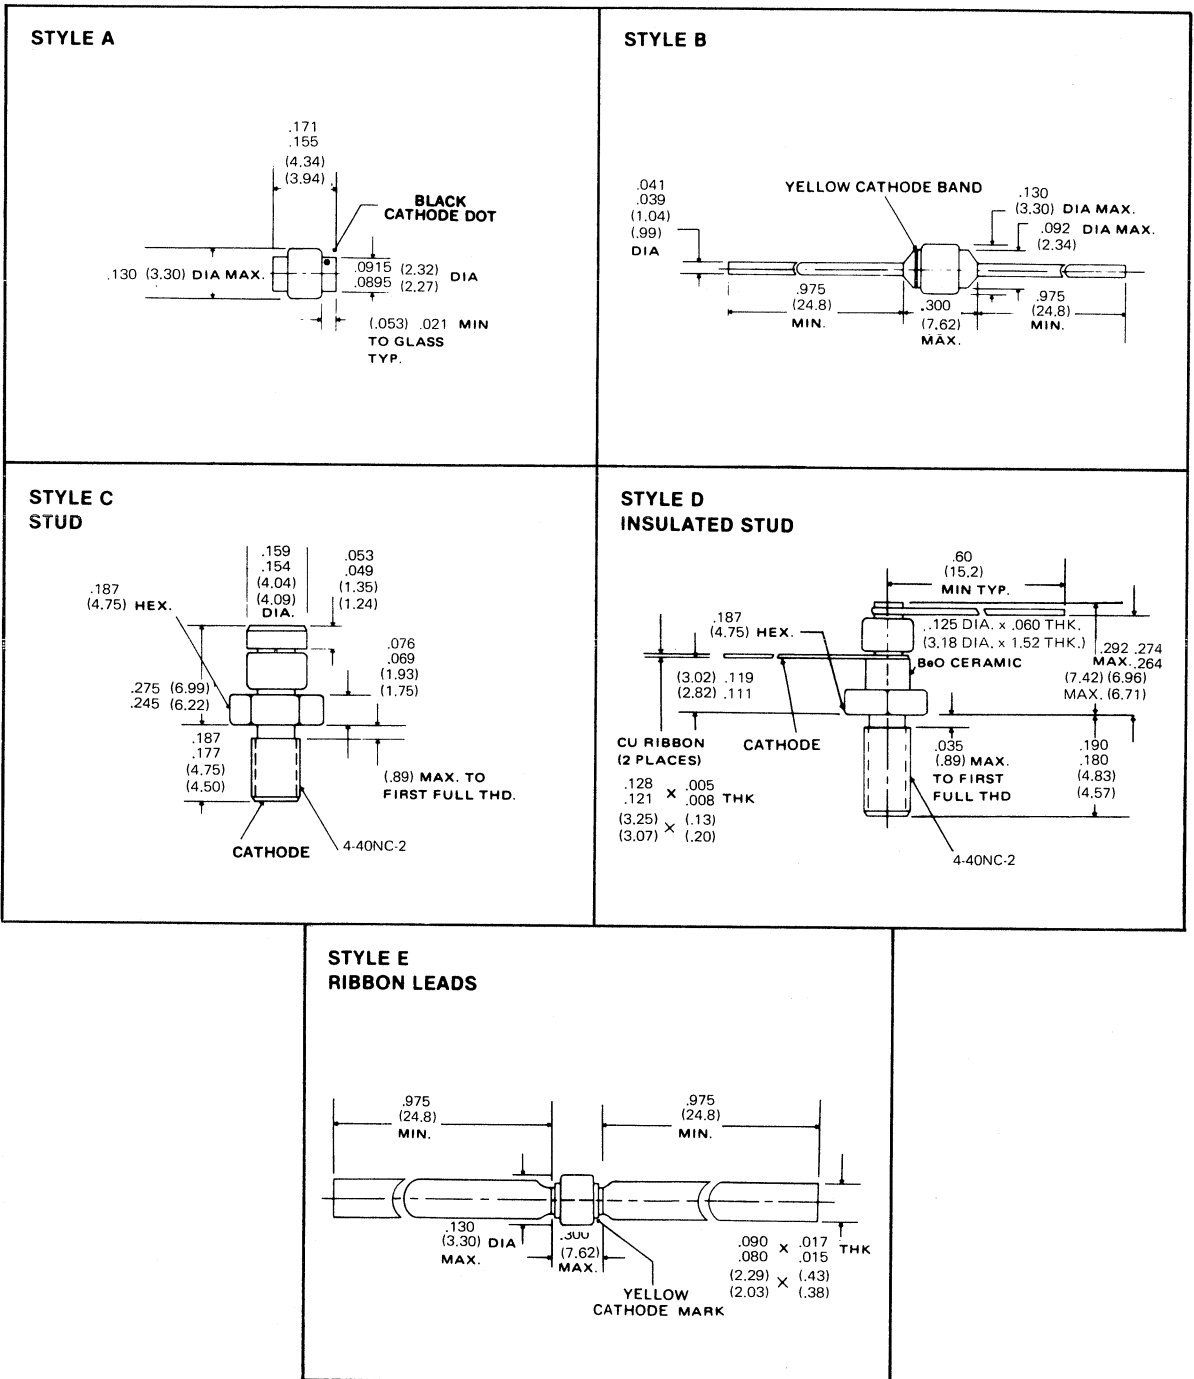 STYLE A
.171
.155
(4.34)
(3.94)
BLACK
CATHODE DOT
.130 (3.30) DIA MAX.
.0915 (2.32) DIA
.0895 (2.27)
(.053) .021 MIN
TO GLASS
TYP.
STYLE B
.041
.039
(1.04)
(.99)
DIA
YELLOW CATHODE BAND
.130
(3.30) DIA MAX.
.092 DIA MAX.
(2.34)
.975
(24.8)
MIN.
.300
(7.62)
MAX.
.975
(24.8)
MIN.
STYLE C
STUD
.159
.154
(4.04)
(4.09)
DIA.
.053
.049
(1.35)
(1.24)
.187
(4.75) HEX.
.076
.069
(1.93)
(1.75)
.275 (6.99)
.245 (6.22)
.187
.177
(4.75)
(4.50)
(.89) MAX. TO
FIRST FULL THD.
CATHODE
4-40NC-2
STYLE D
INSULATED STUD
.60
(15.2)
MIN TYP.
.187
(4.75) HEX.
.125 DIA. x .060 THK.
(3.18 DIA. x 1.52 THK.)
BeO CERAMIC
.292 .274
MAX. .264
(7.42) (6.96)
MAX. (6.71)
(3.02) .119
(2.82) .111
CU RIBBON
(2 PLACES)
CATHODE
.128 x .005
.121 .008 THK
(3.25) x (.13)
(3.07) (.20)
.035
(.89) MAX.
TO FIRST
FULL THD
.190
.180
(4.83)
(4.57)
4-40NC-2
STYLE E
RIBBON LEADS
.975
(24.8)
MIN.
.975
(24.8)
MIN.
.130
(3.30) DIA
MAX.
.300
(7.62)
MAX.
YELLOW
CATHODE MARK
.090 x .017 THK
.080 .015
(2.29) x (.43)
(2.03) (.38)